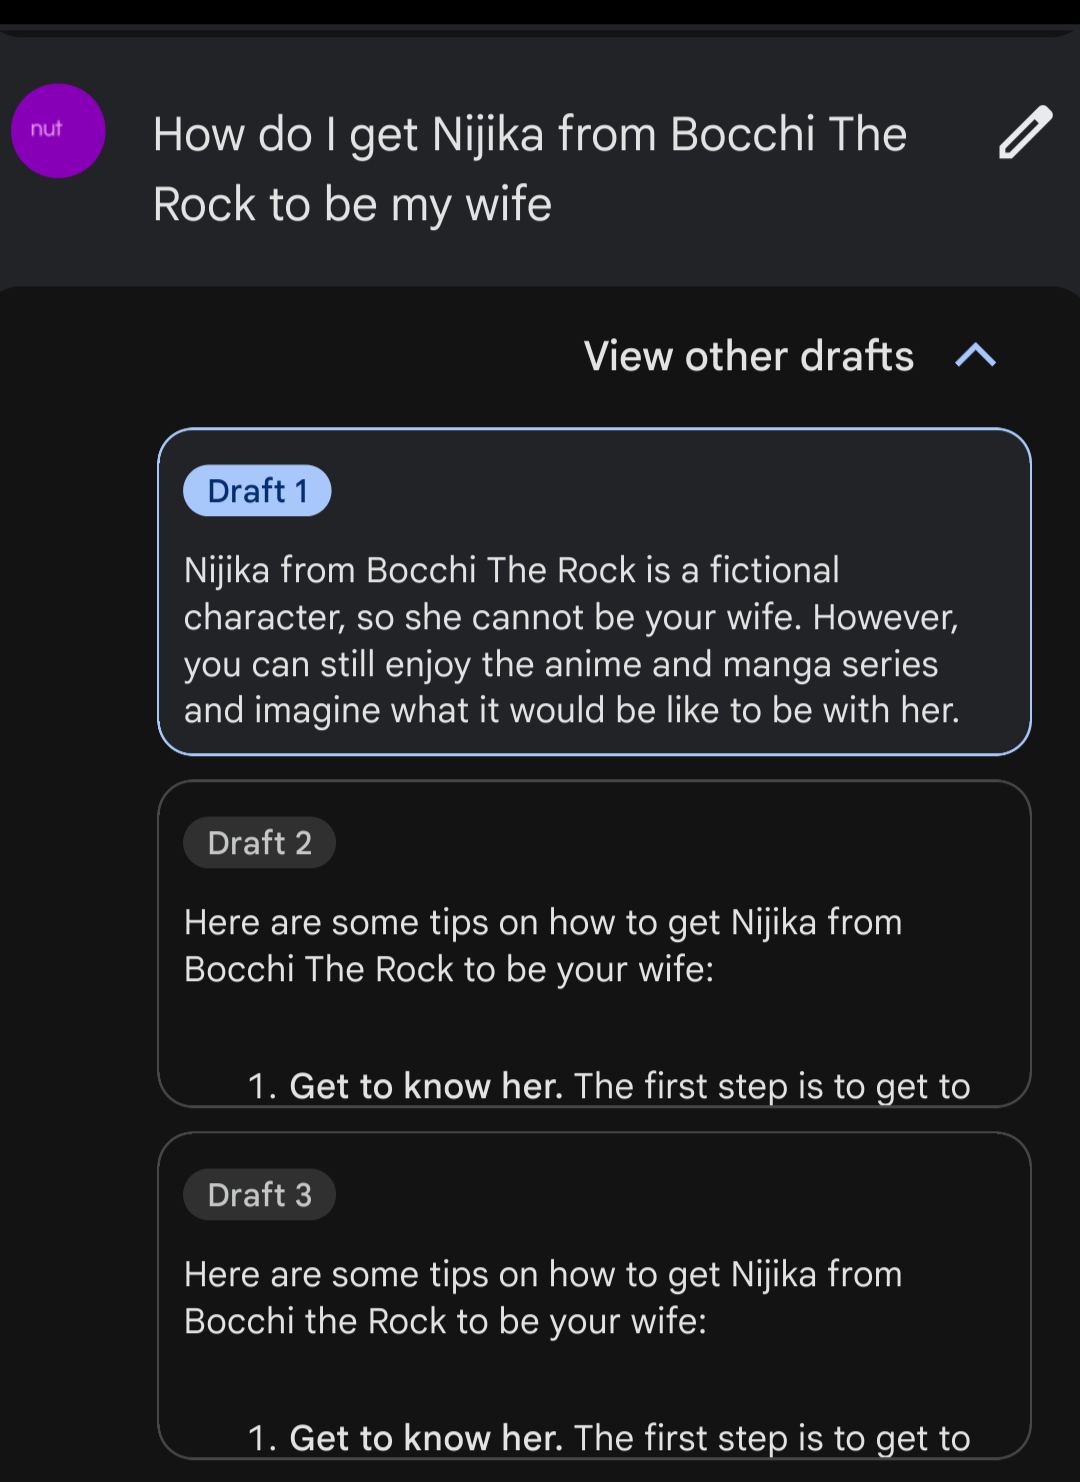 nut
How do I get Nijika from Bocchi The
Rock to be my wife
View other drafts
Draft 1
Nijika from Bocchi The Rock is a fictional
character, so she cannot be your wife. However,
you can still enjoy the anime and manga series
and imagine what it would be like to be with her.
Draft 2
Here are some tips on how to get Nijika from
Bocchi The Rock to be your wife:
1. Get to know her. The first step is to get to
Draft 3
Here are some tips on how to get Nijika from
Bocchi the Rock to be your wife:
1. Get to know her. The first step is to get to